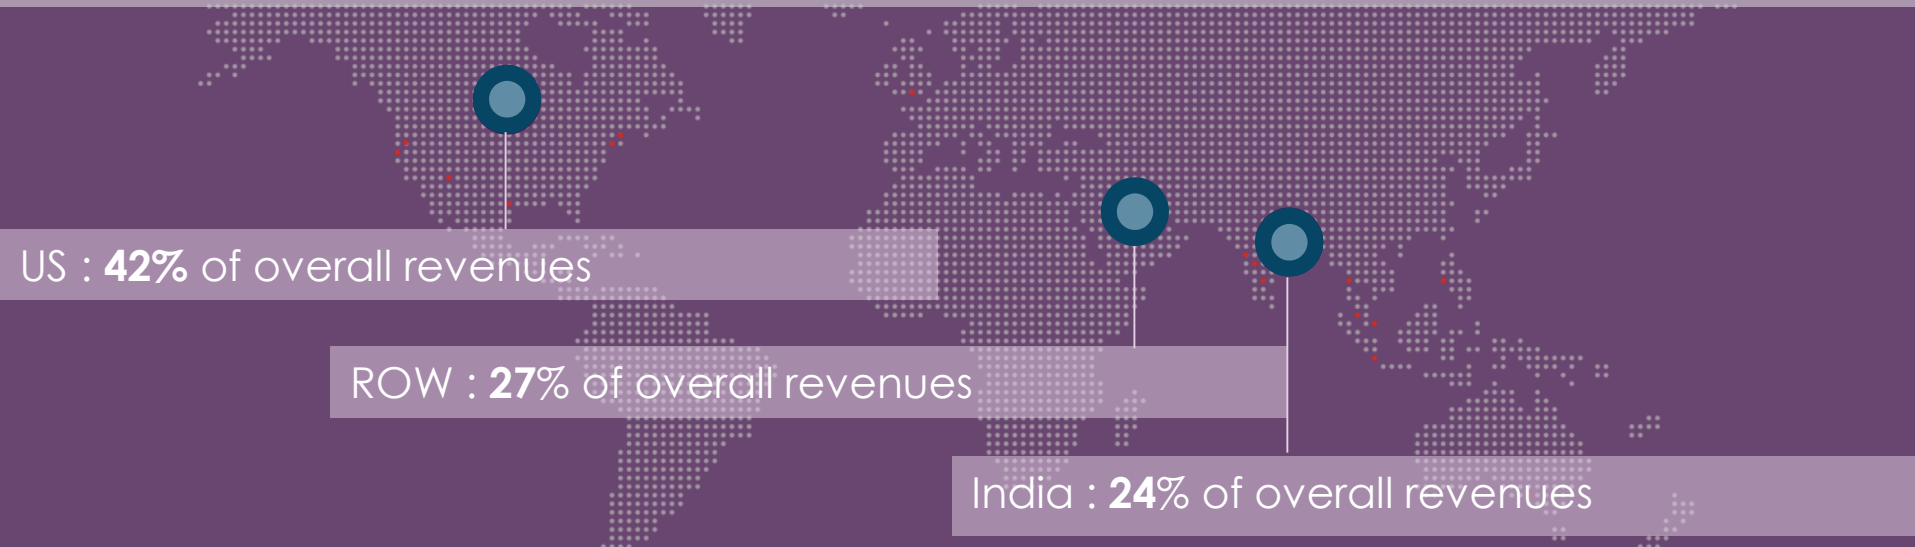 US : 42% of overall revenues
ROW : 27% of overall revenues
India : 24% of overall revenues